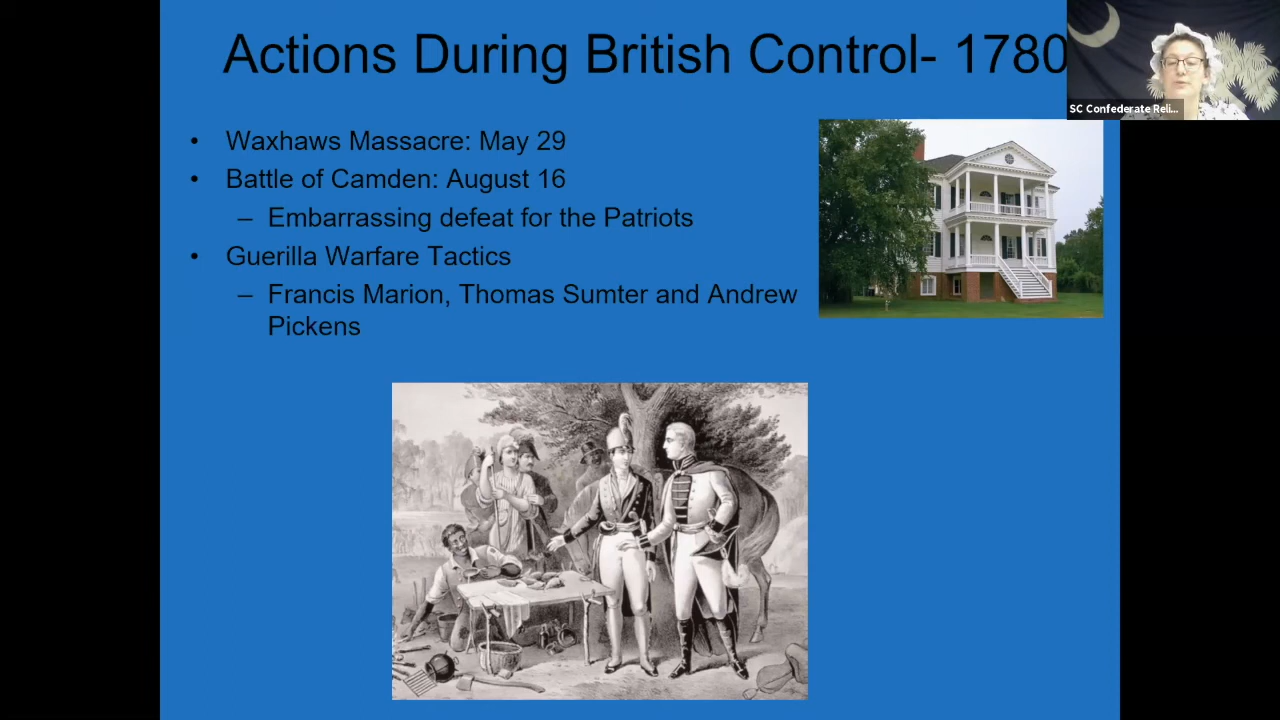 Actions During British Control- 1780
SC Confederate Reli...
• Waxhaws Massacre: May 29
• Battle of Camden: August 16
– Embarrassing defeat for the Patriots
• Guerilla Warfare Tactics
– Francis Marion, Thomas Sumter and Andrew
Pickens